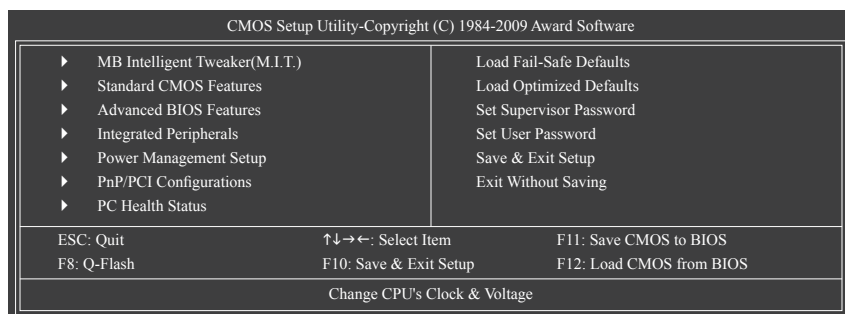 CMOS Setup Utility-Copyright (C) 1984-2009 Award Software
MB Intelligent Tweaker(M.I.T.)
Standard CMOS Features
Advanced BIOS Features
Integrated Peripherals
Power Management Setup
PnP/PCI Configurations
PC Health Status
Load Fail-Safe Defaults
Load Optimized Defaults
Set Supervisor Password
Set User Password
Save & Exit Setup
Exit Without Saving
ESC: Quit ↑↓→←: Select Item F11: Save CMOS to BIOS
F8: Q-Flash F10: Save & Exit Setup F12: Load CMOS from BIOS
Change CPU's Clock & Voltage